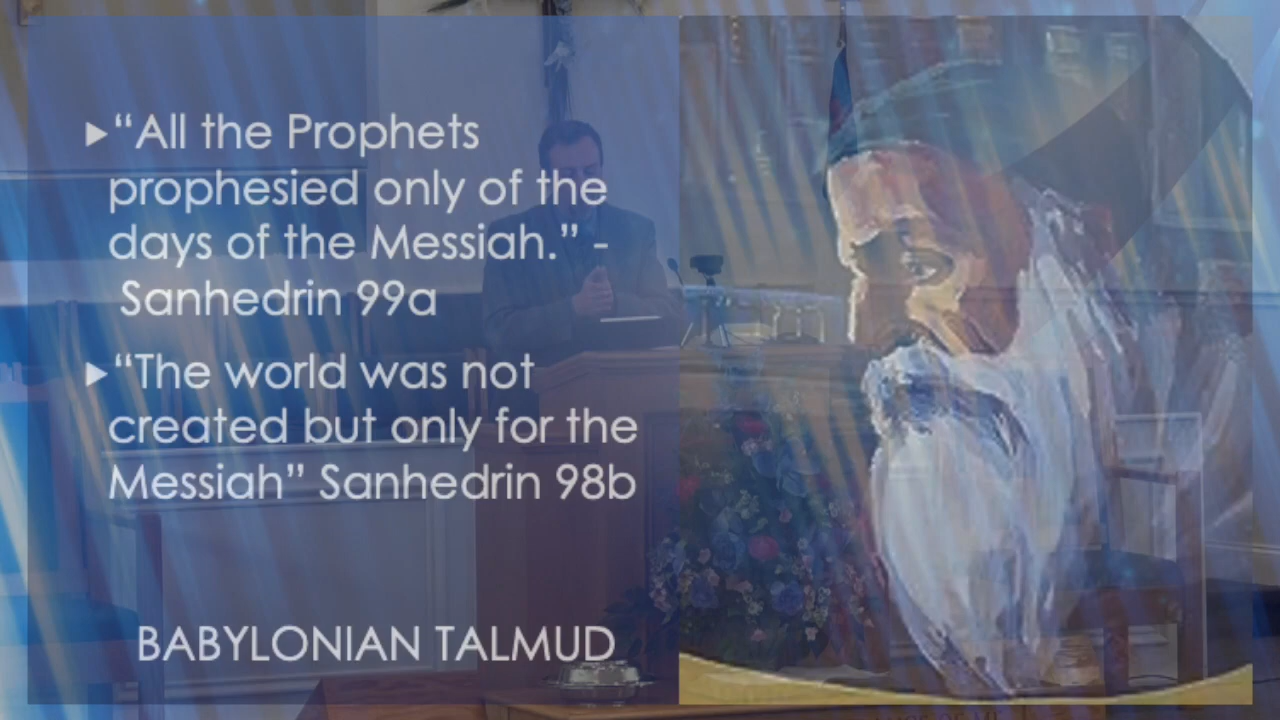 ▶“All the Prophets
prophesied only of the
days of the Messiah.” -
Sanhedrin 99a
▶“The world was not
created but only for the
Messiah” Sanhedrin 98b
BABYLONIAN TALMUD